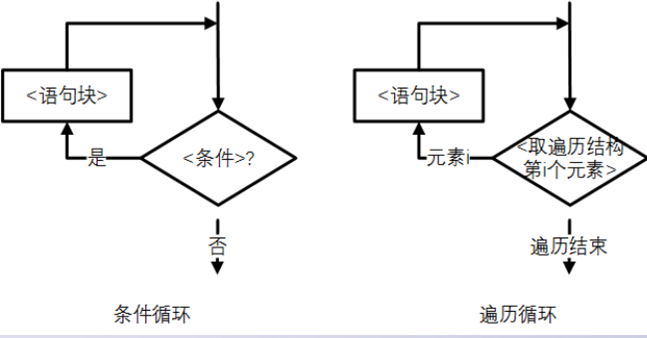 <语句块>
是
<条件>?
否
条件循环
<语句块>
元素i
<取遍历结构
第i个元素>
遍历结束
遍历循环